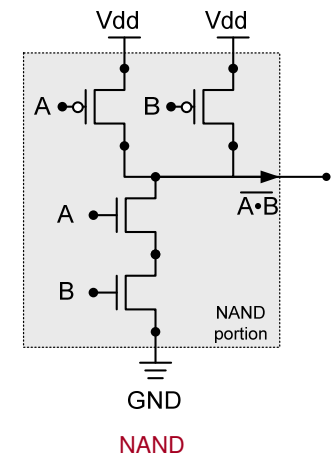 Vdd Vdd
A B
A̅•̅B̅
A
B
NAND
portion
GND
NAND